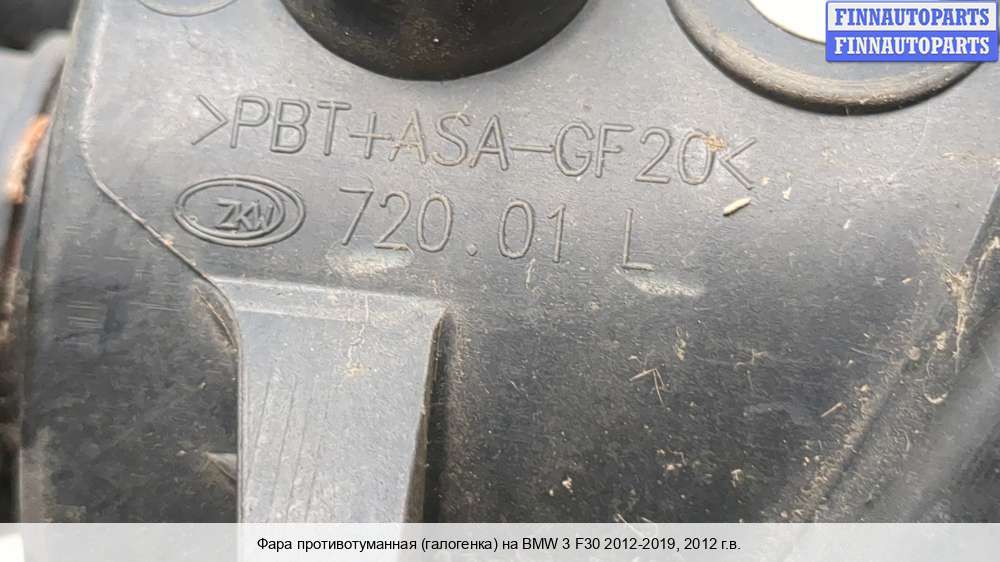 FINNAUTOPARTS
FINNAUTOPARTS
>PBT+ASA-GF20<
ZKW 720.01 L
Фара противотуманная (галогенка) на BMW 3 F30 2012-2019, 2012 г.в.